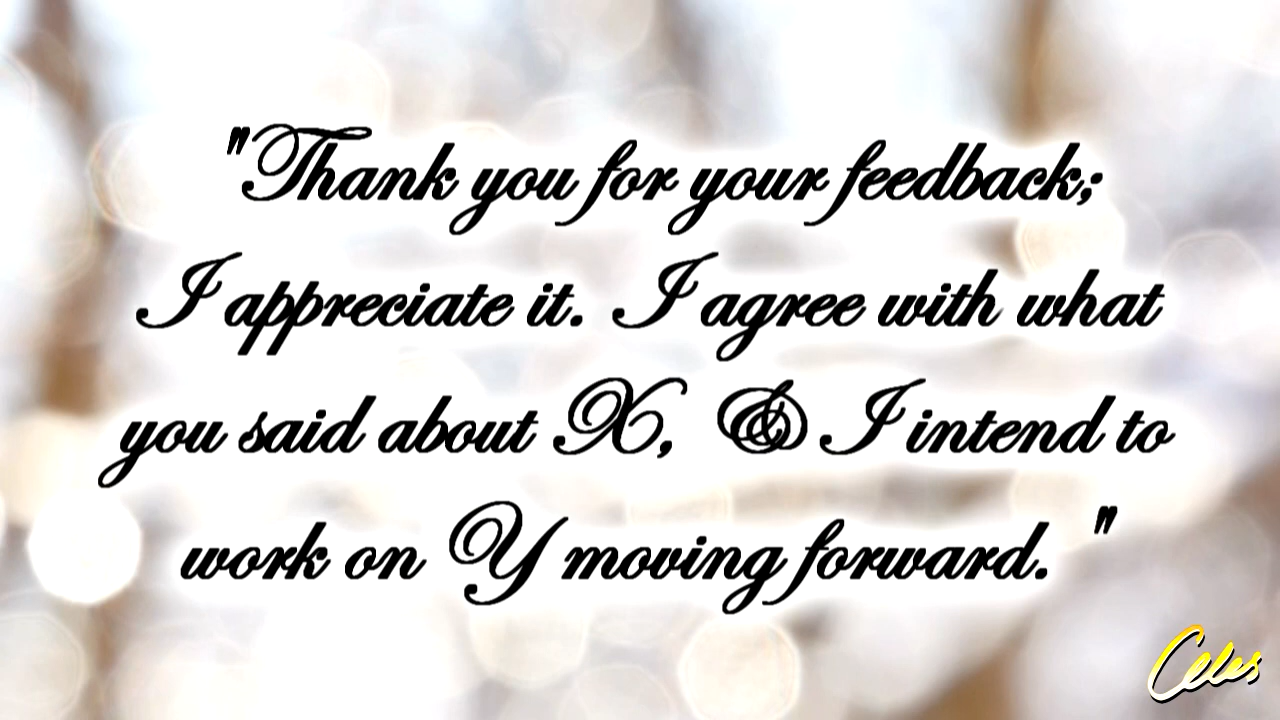 "Thank you for your feedback;
I appreciate it. I agree with what
you said about X, & I intend to
work on Y moving forward. "
Celes